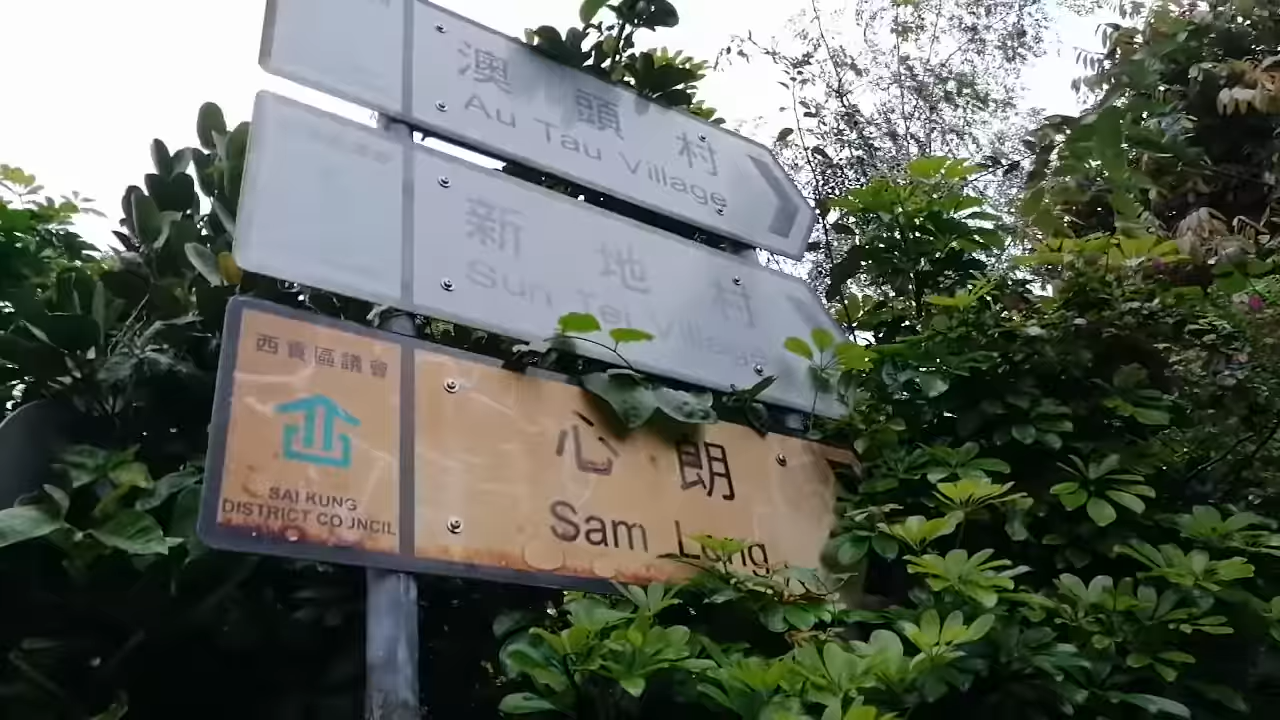 澳頭村
Au Tau Village
新地村
Sun Tei Village
西貢區議會
SAI KUNG
DISTRICT COUNCIL
心朗
Sam Long